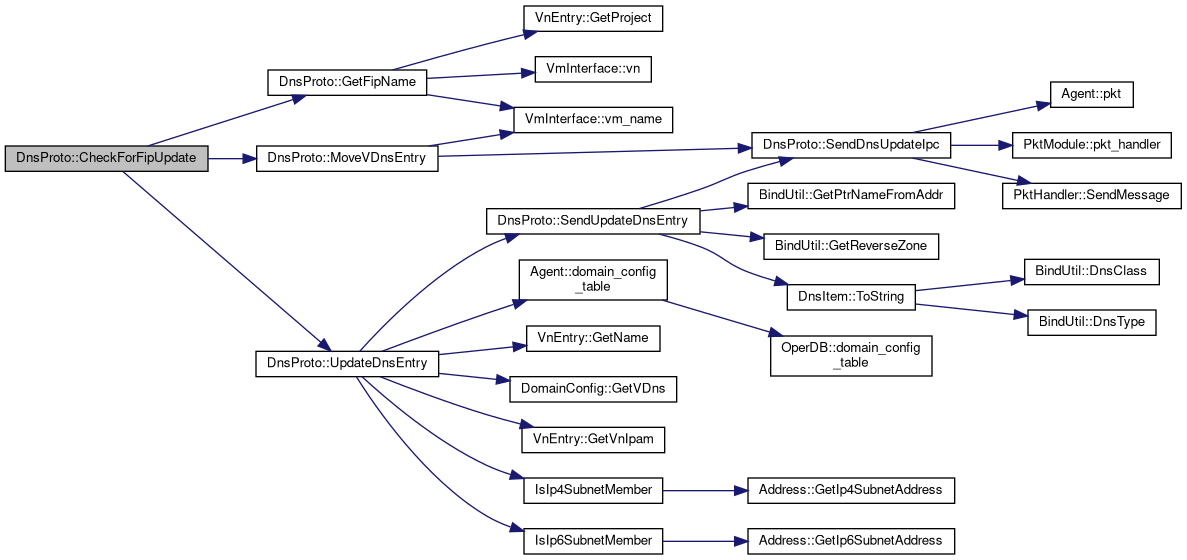 VnEntry::GetProject
VmInterface::vn
DnsProto::GetFipName
Agent::pkt
VmInterface::vm_name
DnsProto::SendDnsUpdateIpc
PktModule::pkt_handler
DnsProto::CheckForFipUpdate
DnsProto::MoveVDnsEntry
PktHandler::SendMessage
BindUtil::GetPtrNameFromAddr
DnsProto::SendUpdateDnsEntry
BindUtil::GetReverseZone
Agent::domain_config
_table
BindUtil::DnsClass
DnsItem::ToString
BindUtil::DnsType
VnEntry::GetName
OperDB::domain_config
_table
DnsProto::UpdateDnsEntry
DomainConfig::GetVDns
VnEntry::GetVnIpam
IsIp4SubnetMember
Address::GetIp4SubnetAddress
IsIp6SubnetMember
Address::GetIp6SubnetAddress